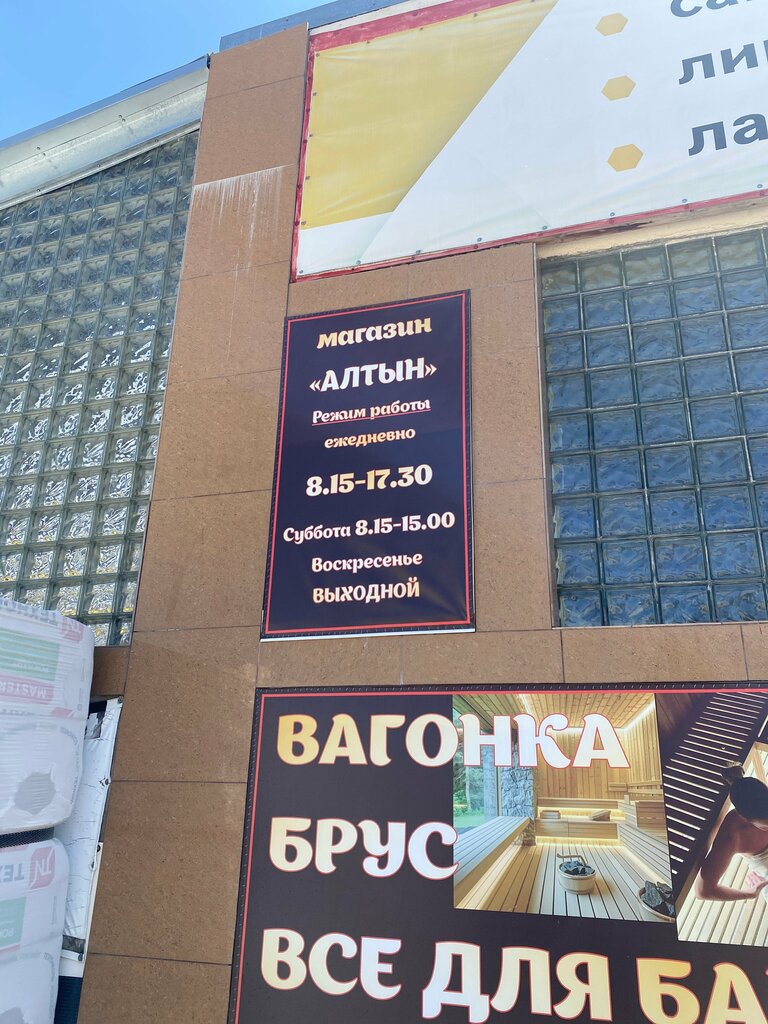 магазин
«АЛТЫН»
Режим работы
ежедневно
8.15-17.30
Суббота 8.15-15.00
Воскресенье
ВЫХОДНОЙ
ВАГОНКА
БРУС
ВСЕ ДЛЯ БА